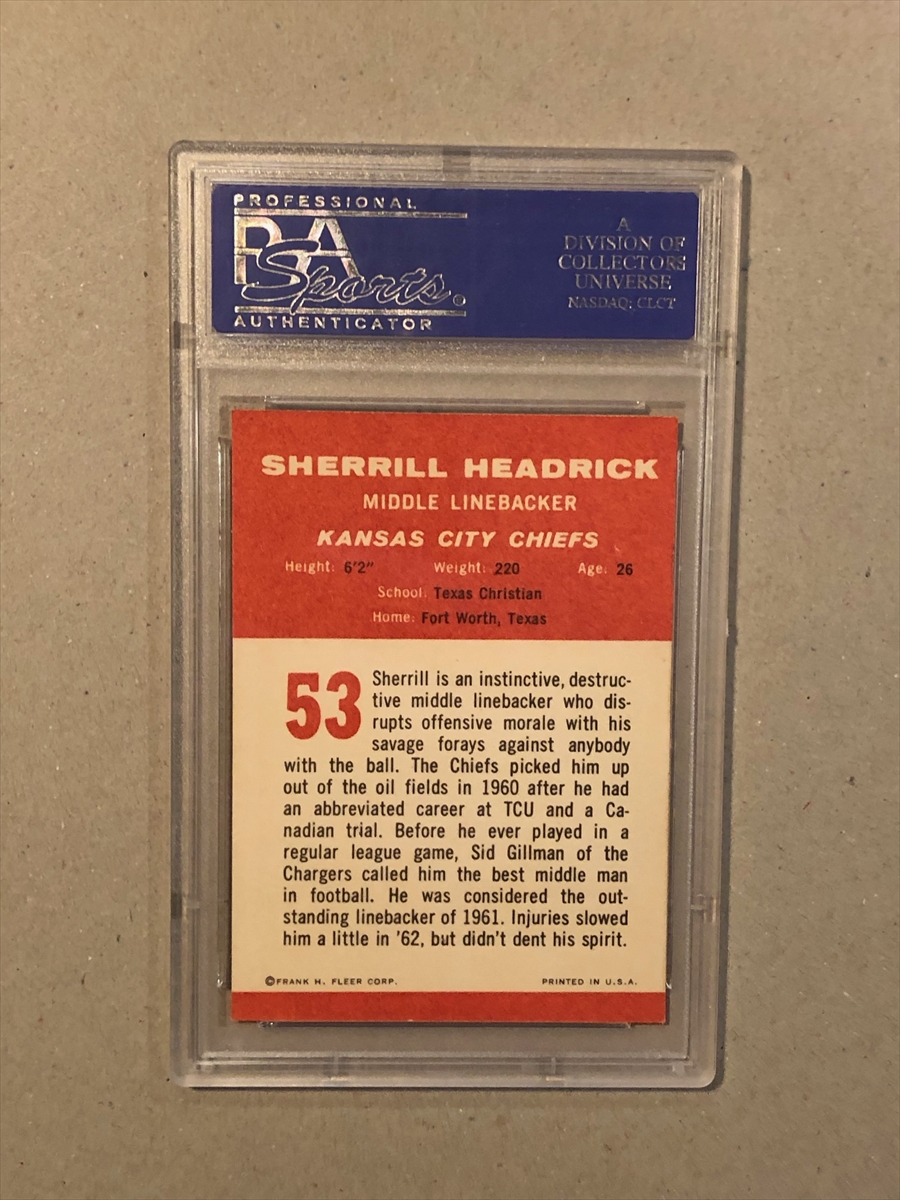 PROFESSIONAL
PSA
Sports
AUTHENTICATOR
A
DIVISION OF
COLLECTORS
UNIVERSE
NASDAQ: CLCT
SHERRILL HEADRICK
MIDDLE LINEBACKER
KANSAS CITY CHIEFS
Height: 6'2" Weight: 220 Age: 26
School: Texas Christian
Home: Fort Worth, Texas
53
Sherrill is an instinctive, destruc-
tive middle linebacker who dis-
rupts offensive morale with his
savage forays against anybody
with the ball. The Chiefs picked him up
out of the oil fields in 1960 after he had
an abbreviated career at TCU and a Ca-
nadian trial. Before he ever played in a
regular league game, Sid Gillman of the
Chargers called him the best middle man
in football. He was considered the out-
standing linebacker of 1961. Injuries slowed
him a little in '62, but didn't dent his spirit.
©FRANK H. FLEER CORP. PRINTED IN U.S.A.